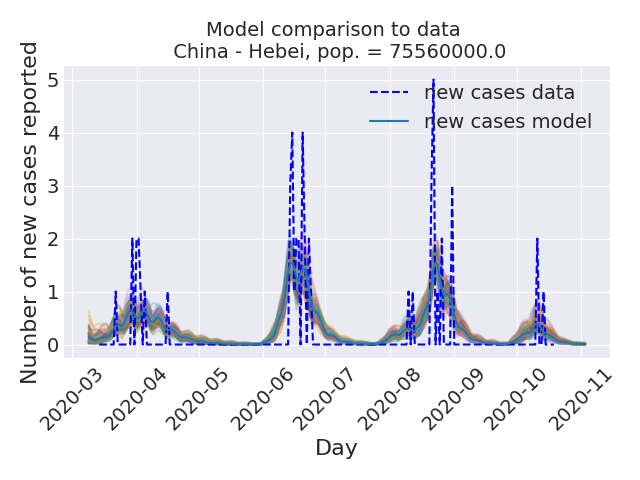 Model comparison to data
China - Hebei, pop. = 75560000.0
Number of new cases reported
5
4
3
2
1
0
new cases data
new cases model
2020-03
2020-04
2020-05
2020-06
2020-07
2020-08
2020-09
2020-10
2020-11
Day